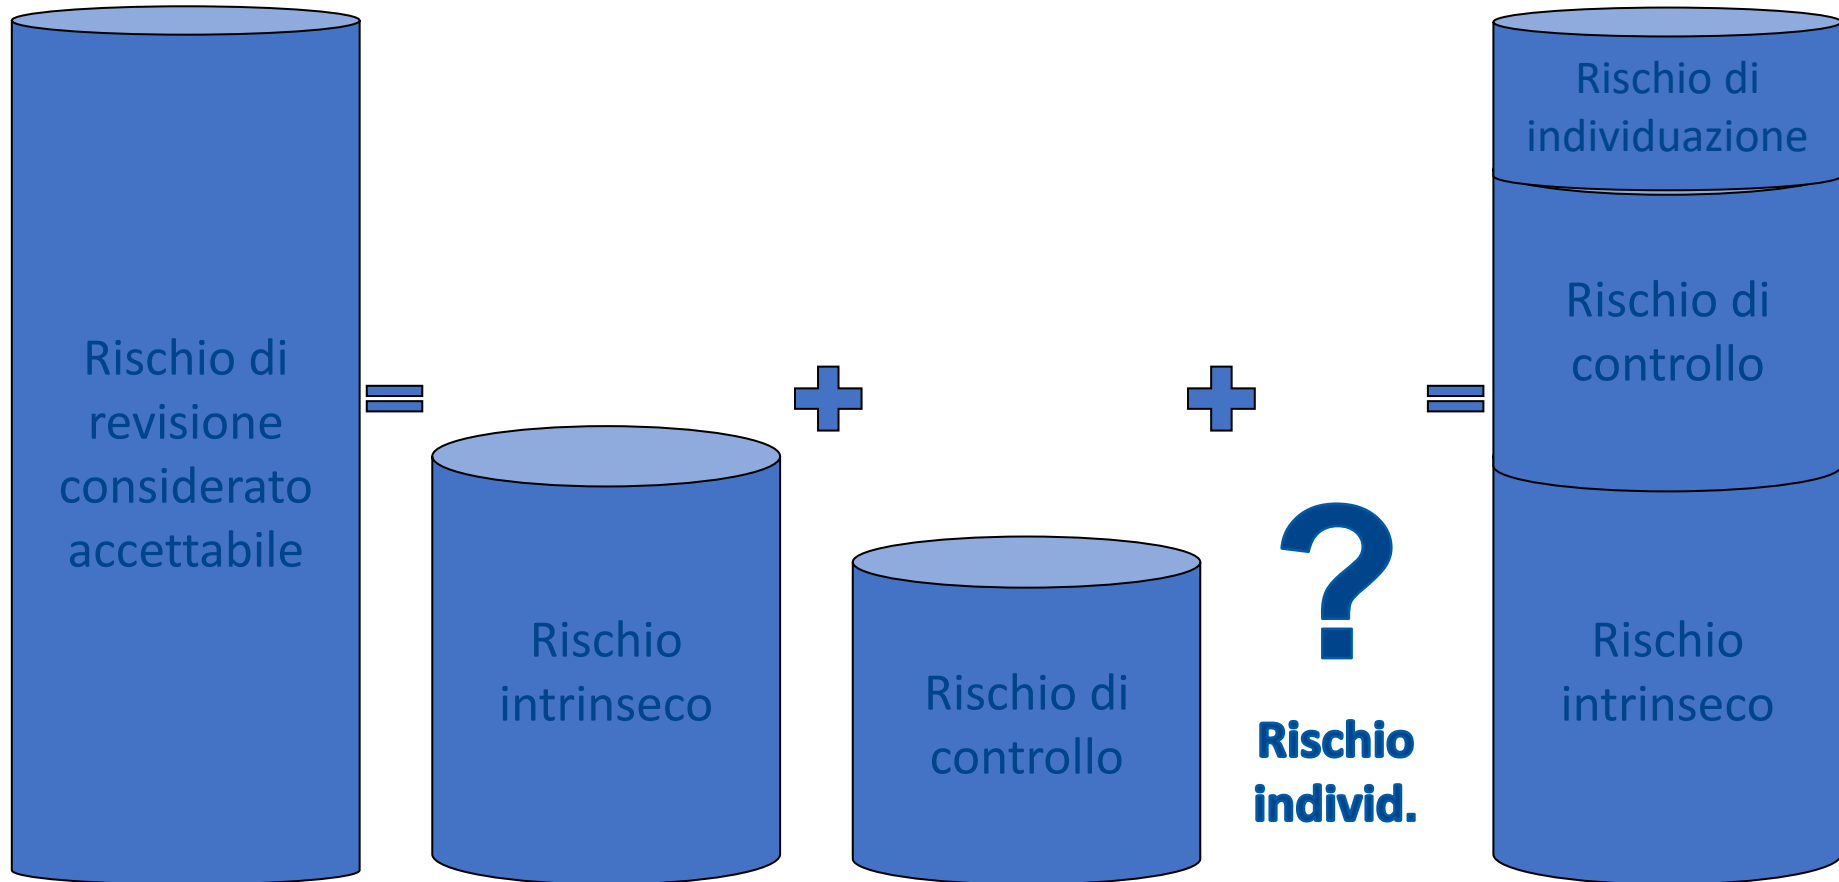 Rischio di
revisione
considerato
accettabile
=
Rischio
intrinseco
+
Rischio di
controllo
+
?
Rischio
individ.
=
Rischio di
individuazione
Rischio di
controllo
Rischio
intrinseco